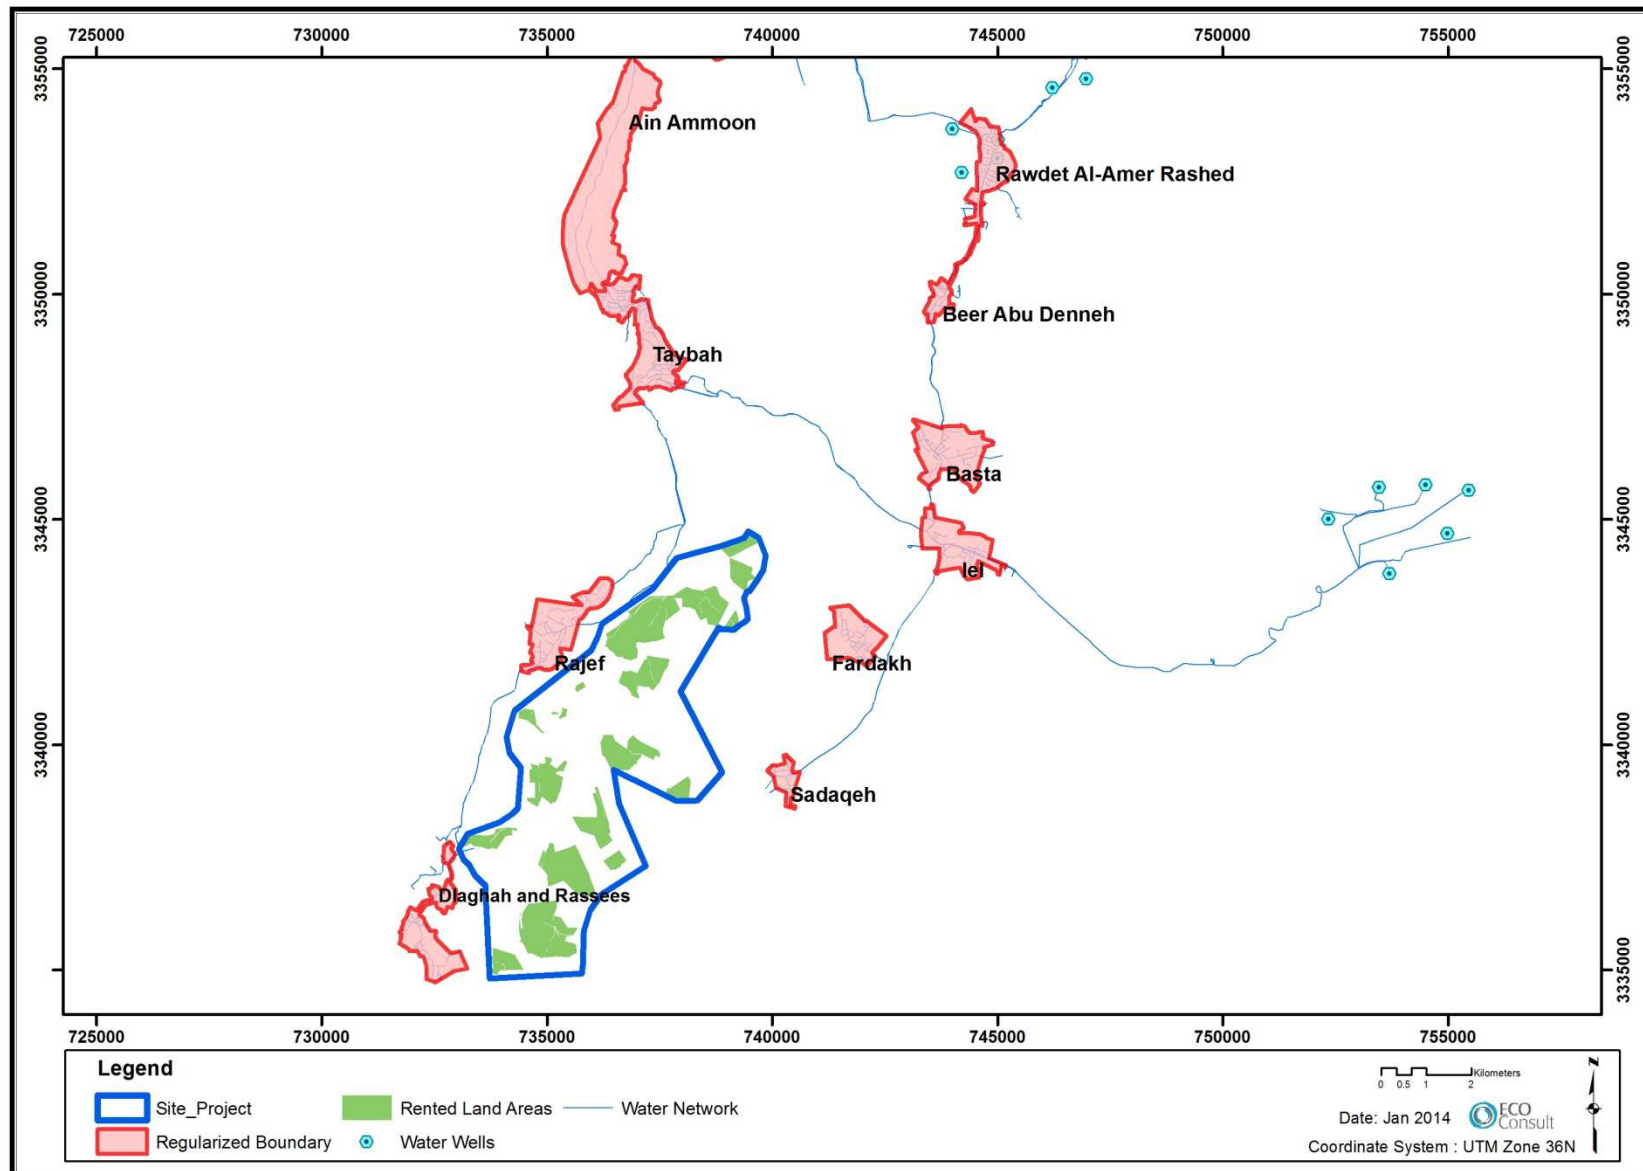 725000 730000 735000 740000 745000 750000 755000
3355000 3355000
Ain Ammoon
Rawdet Al-Amer Rashed
3350000 3350000
Beer Abu Denneh
Taybah
Basta
3345000 3345000
Iel
Rajef
Fardakh
3340000 3340000
Sadaqeh
Dlaghah and Rassees
3335000
725000 730000 735000 740000 745000 750000 755000
Legend
Site_Project
Rented Land Areas
Water Network
Regularized Boundary
Water Wells
Kilometers
0 0.5 1 2
N
Date: Jan 2014
ECO
Consult
Coordinate System : UTM Zone 36N